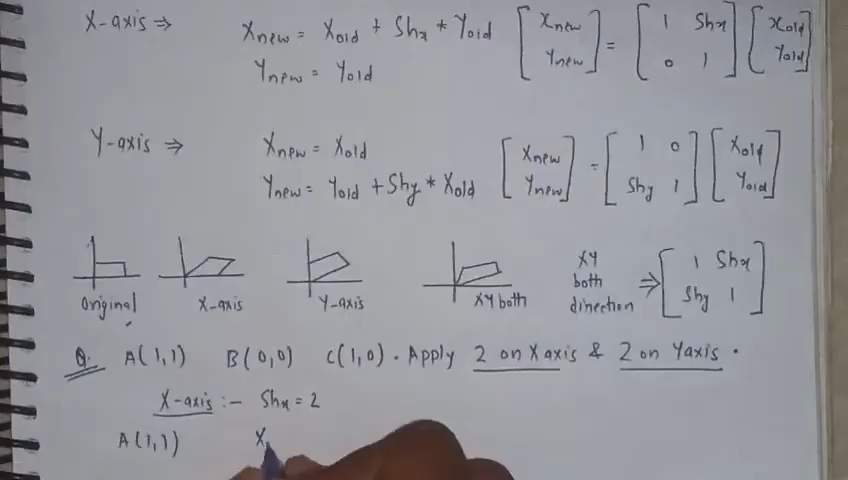 X-axis ⇒ Xnew = Xold + Shx * Yold [Xnew Ynew] = [1 Shx 0 1] [Xold Yold]
Ynew = Yold
Y-axis ⇒ Xnew = Xold [Xnew Ynew] = [1 0 Shy 1] [Xold Yold]
Ynew = Yold + Shy * Xold
original X-axis Y-axis XY both XY both direction ⇒ [1 Shx Shy 1]
Q. A(1,1) B(0,0) C(1,0). Apply 2 on X axis & 2 on Y axis.
X-axis :- Shx = 2
A(1,1) X